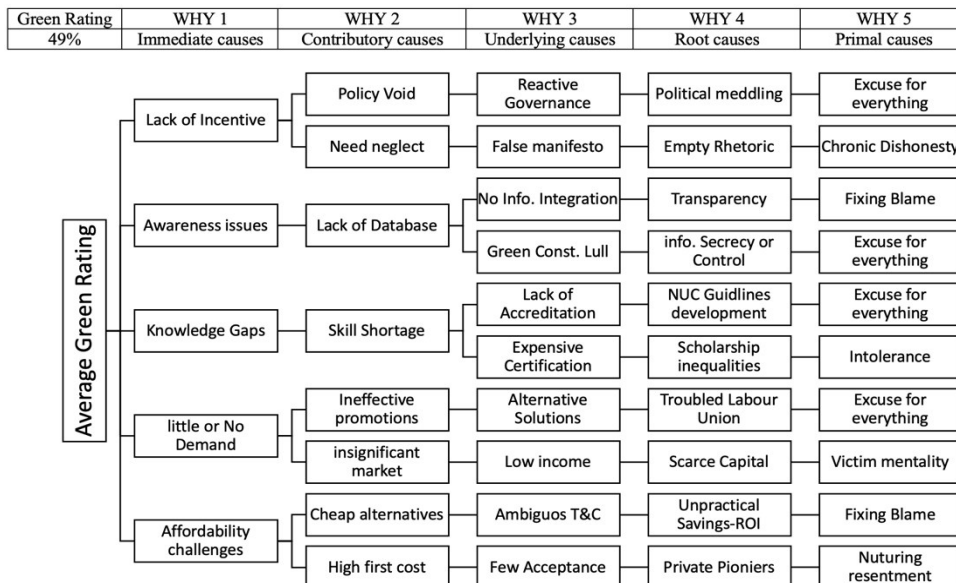 Green Rating WHY 1 WHY 2 WHY 3 WHY 4 WHY 5
49% Immediate causes Contributory causes Underlying causes Root causes Primal causes
Average Green Rating
Lack of Incentive
Policy Void
Reactive
Governance
Political meddling
Excuse for
everything
Need neglect
False manifesto
Empty Rhetoric
Chronic Dishonesty
Awareness issues
Lack of Database
No Info. Integration
Transparency
Fixing Blame
Green Const. Lull
info. Secrecy or
Control
Excuse for
everything
Knowledge Gaps
Skill Shortage
Lack of
Accreditation
NUC Guidlines
development
Excuse for
everything
Expensive
Certification
Scholarship
inequalities
Intolerance
little or No
Demand
Ineffective
promotions
Alternative
Solutions
Troubled Labour
Union
Excuse for
everything
insignificant
market
Low income
Scarce Capital
Victim mentality
Affordability
challenges
Cheap alternatives
Ambiguos T&C
Unpractical
Savings-ROI
Fixing Blame
High first cost
Few Acceptance
Private Pioniers
Nuturing
resentment